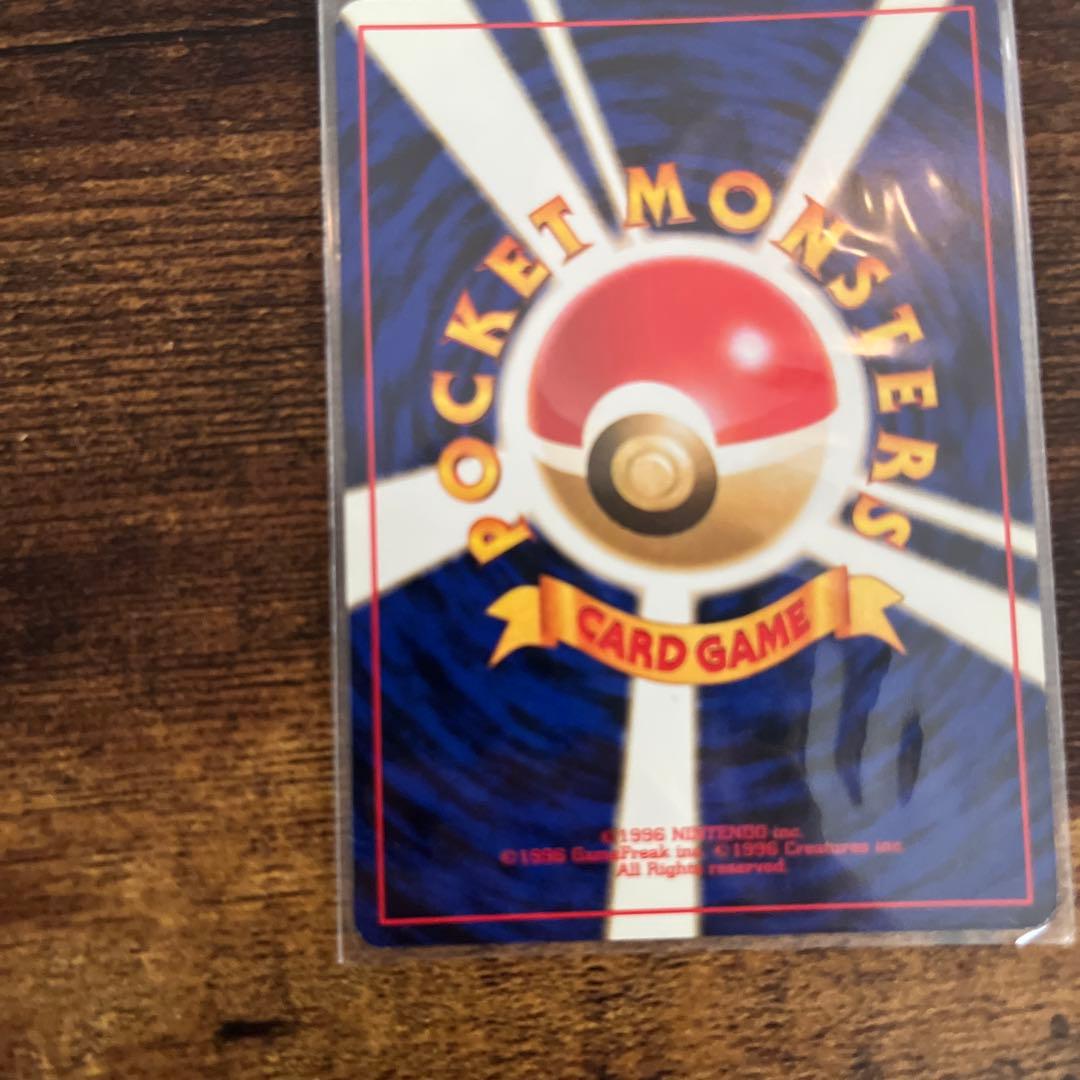 POCKET MONSTERS
CARD GAME
©1996 NINTENDO inc.
©1996 GameFreak inc. ©1996 Creatures inc.
All Rights reserved.